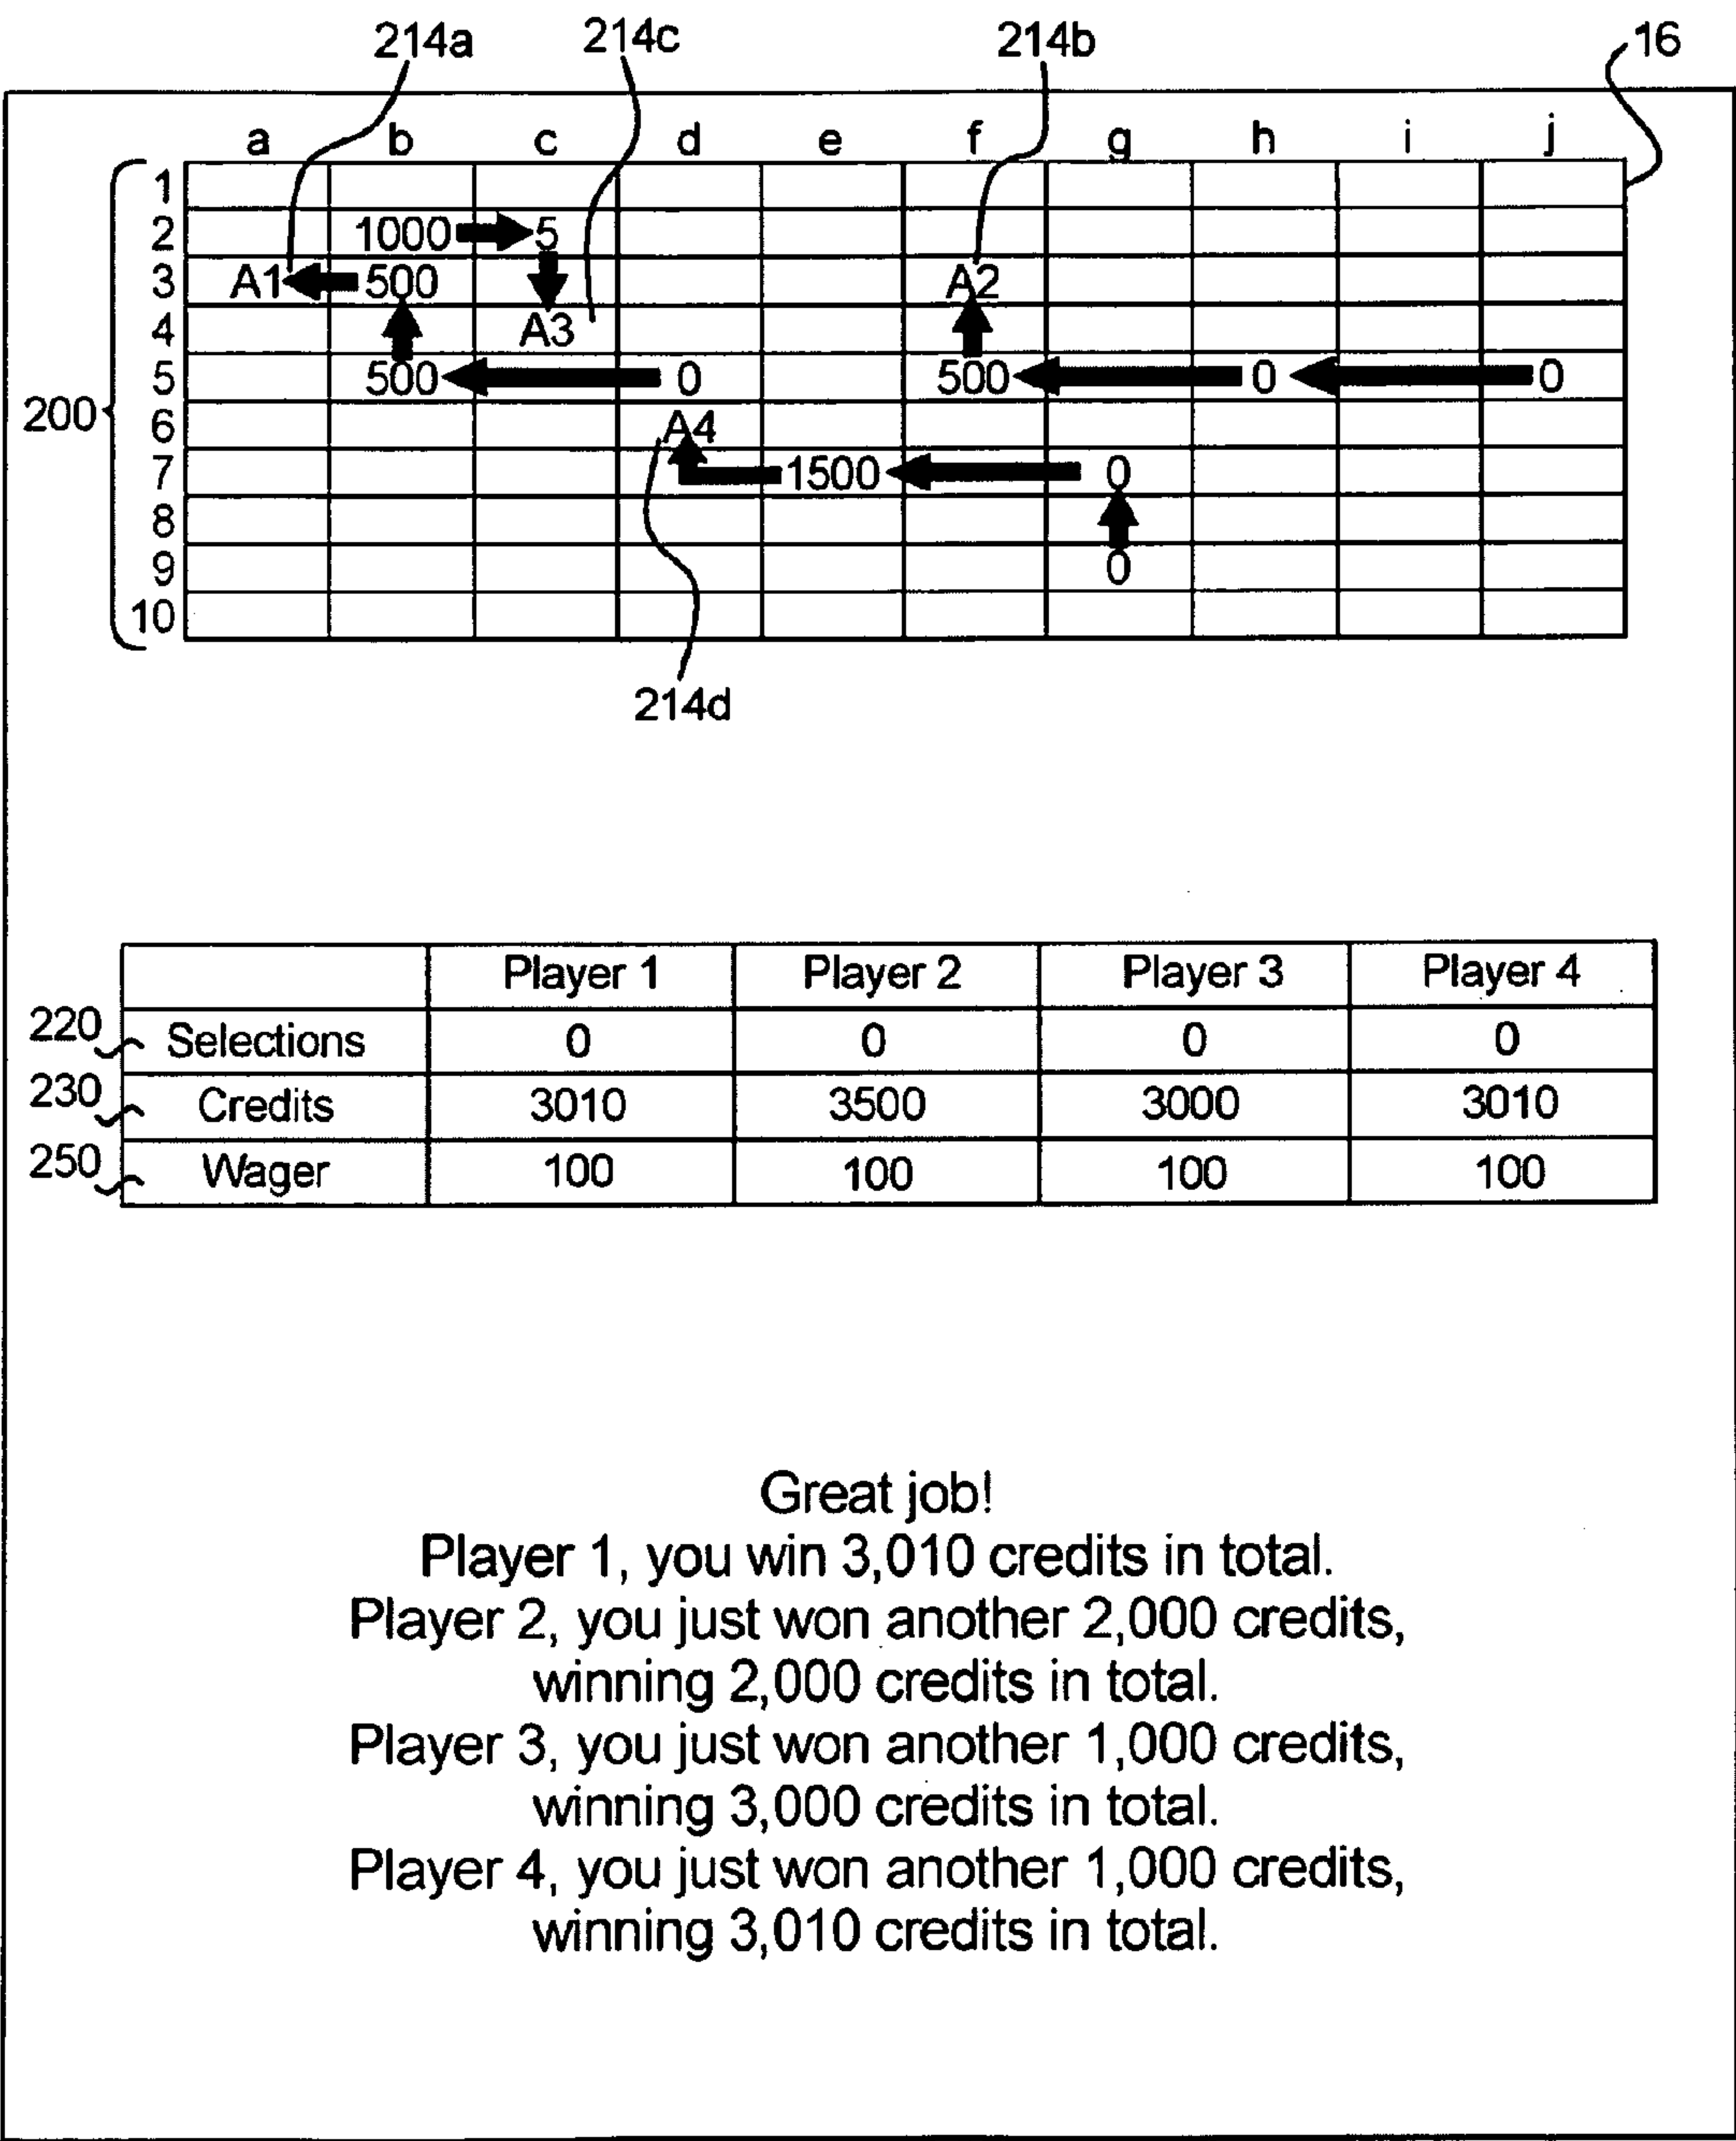 214a 214c 214b 16
a b c d e f g h i j
1
2 1000 5
3 A1 500 A2
4 A3
5 500 0 500 0 0
200
6 A4
7 1500 0
8
9 0
10
214d
Player 1 Player 2 Player 3 Player 4
220 Selections 0 0 0 0
230 Credits 3010 3500 3000 3010
250 Wager 100 100 100 100
Great job!
Player 1, you win 3,010 credits in total.
Player 2, you just won another 2,000 credits,
winning 2,000 credits in total.
Player 3, you just won another 1,000 credits,
winning 3,000 credits in total.
Player 4, you just won another 1,000 credits,
winning 3,010 credits in total.